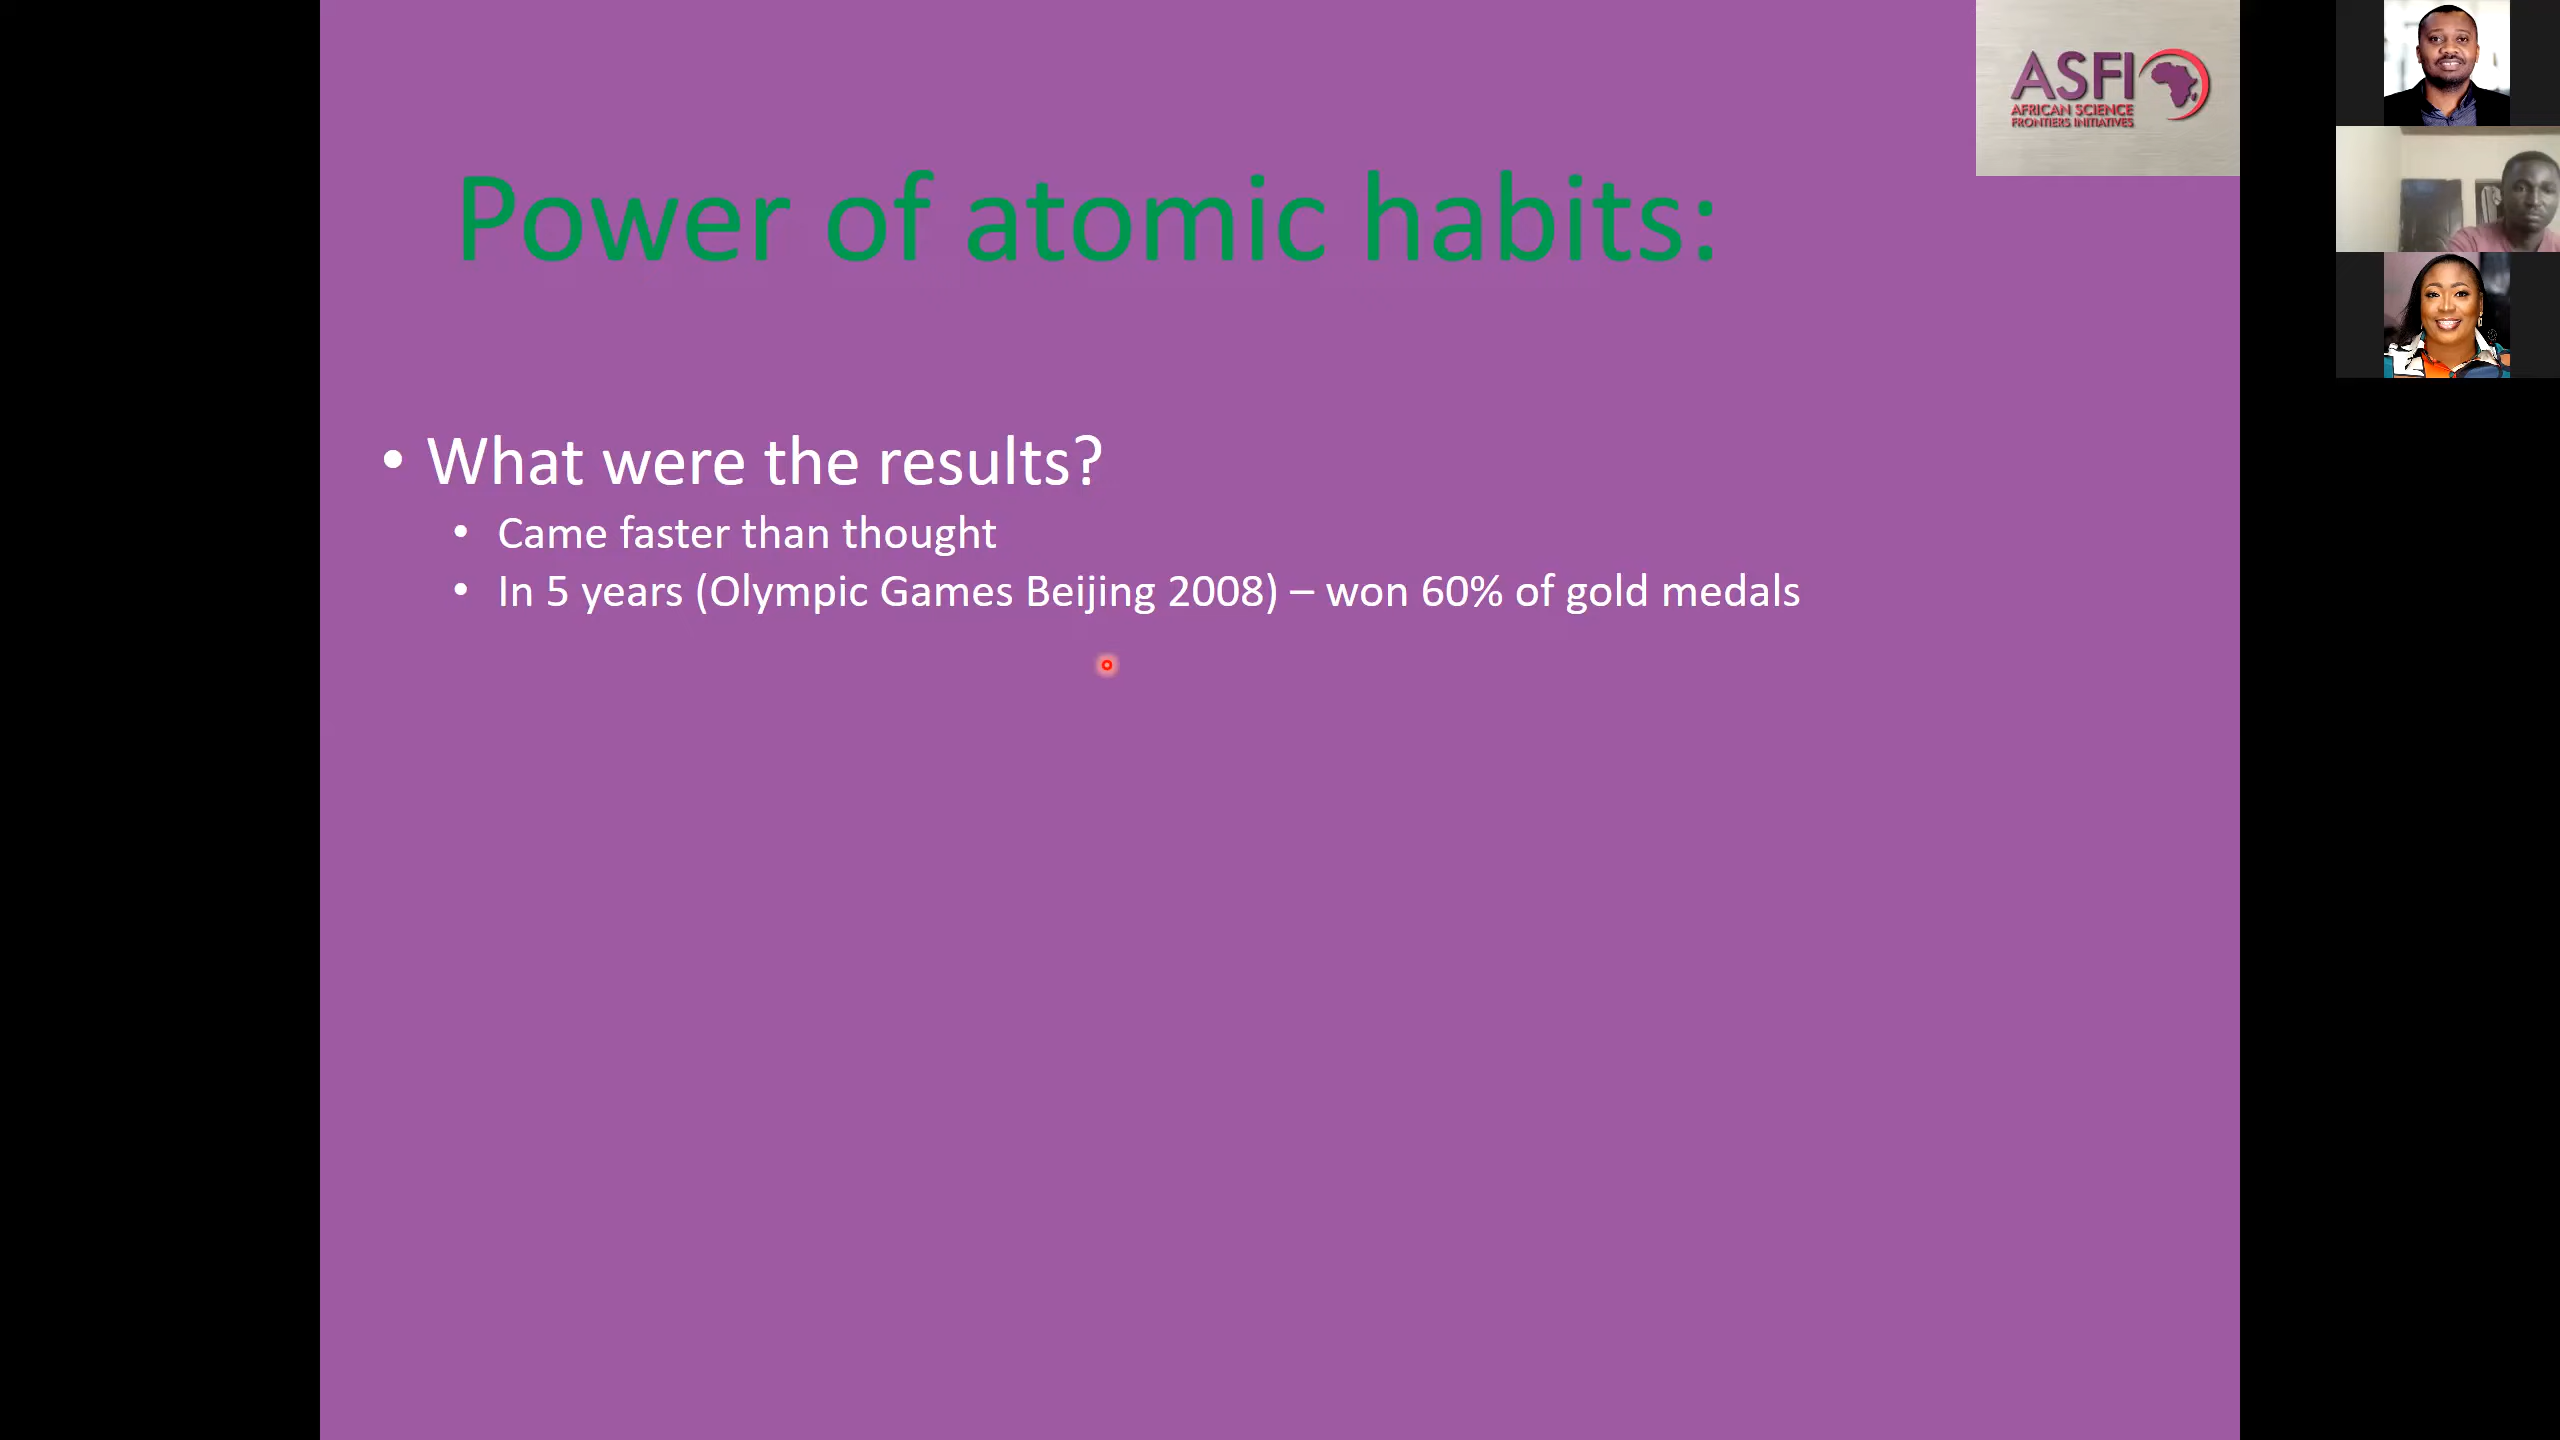 ASFI
AFRICAN SCIENCE
FRONTIERS INITIATIVES
Power of atomic habits:
• What were the results?
• Came faster than thought
• In 5 years (Olympic Games Beijing 2008) – won 60% of gold medals